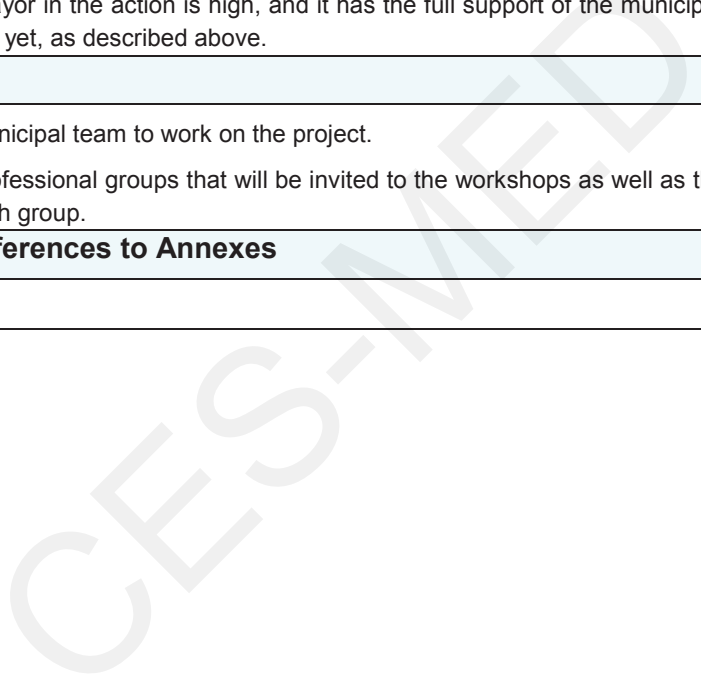 yor in the action is high, and it has the full support of the munici
yet, as described above.
nicipal team to work on the project.
ofessional groups that will be invited to the workshops as well as t
h group.
ferences to Annexes
CES-MED